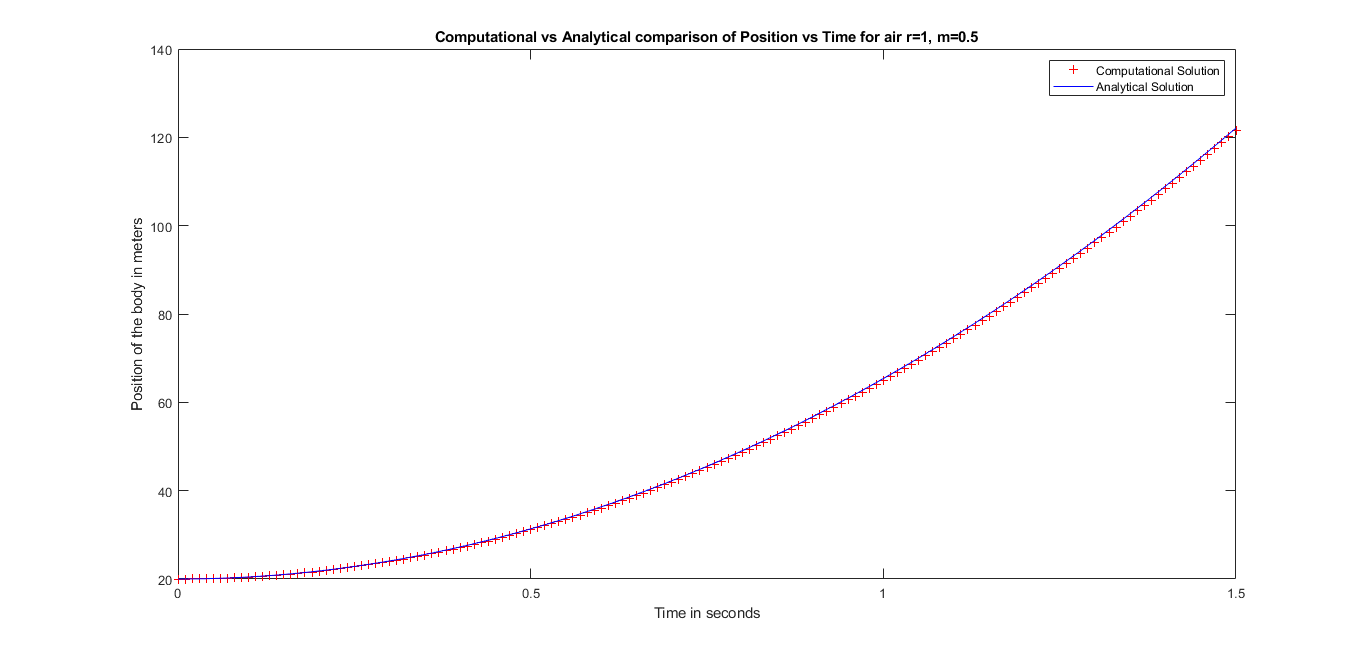 Computational vs Analytical comparison of Position vs Time for air r=1, m=0.5
140
120
100
80
60
40
20
Position of the body in meters
Computational Solution
Analytical Solution
0
0.5
1
1.5
Time in seconds